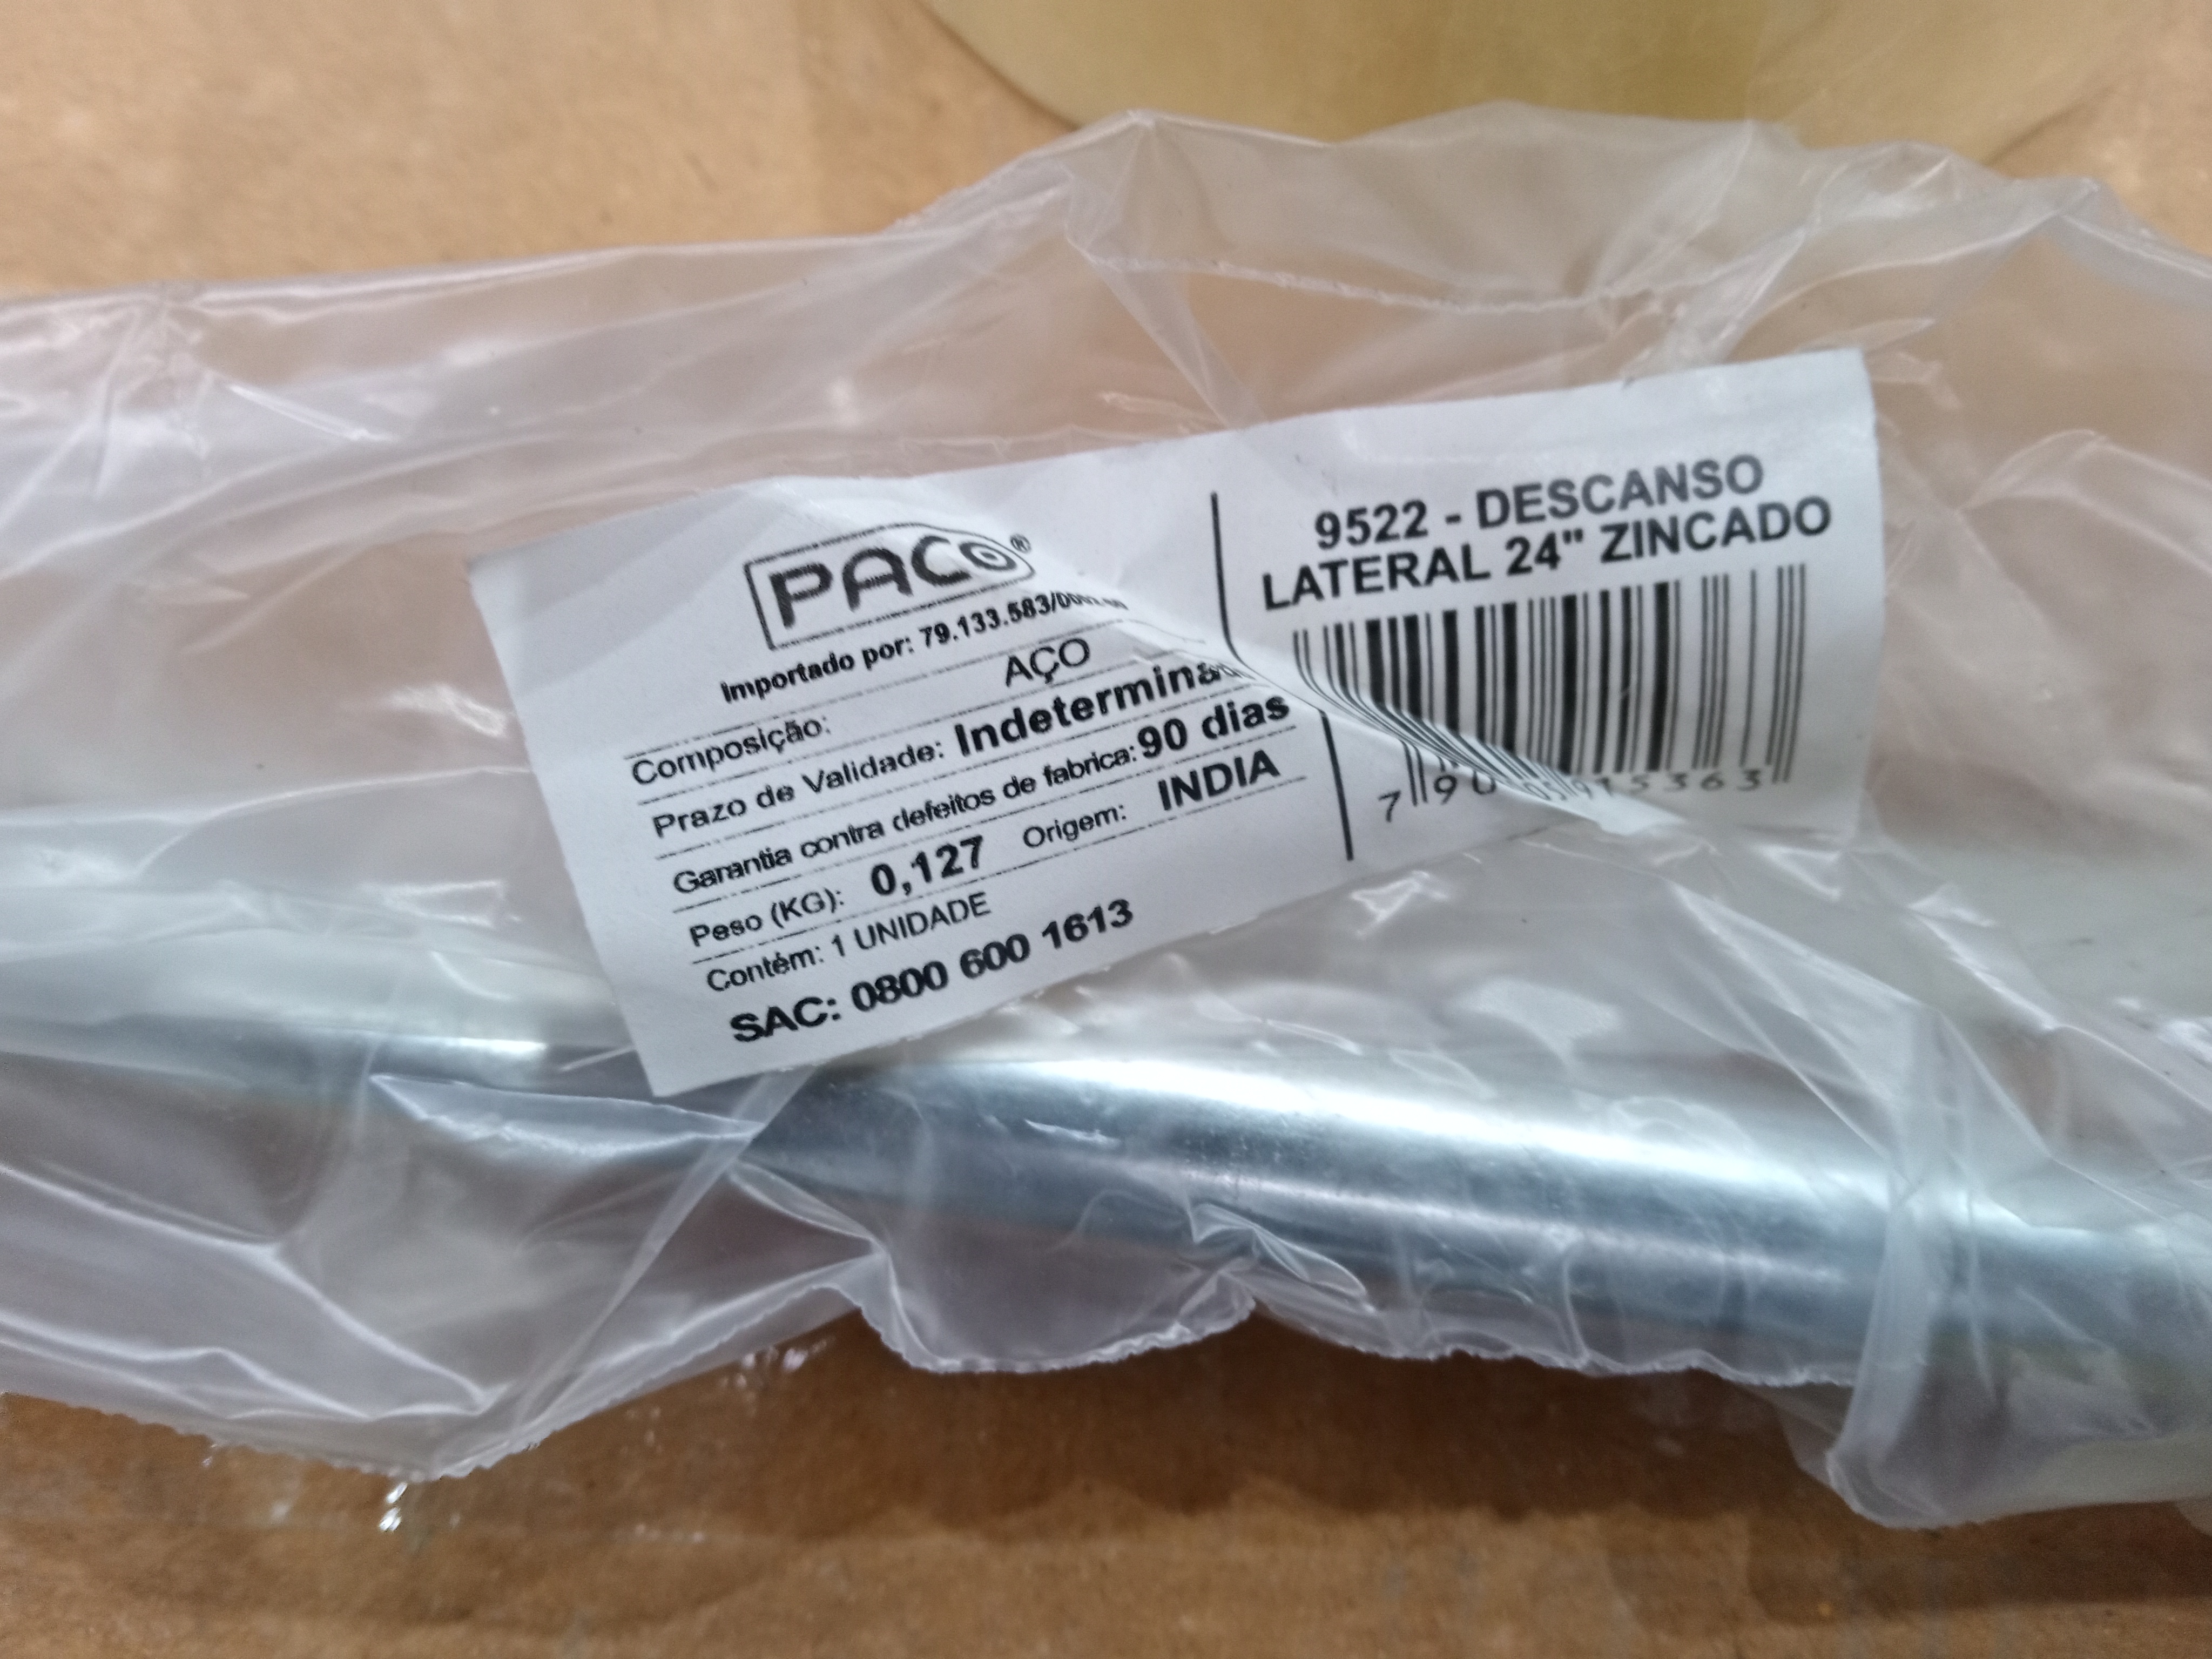 PACO®
Importado por: 79.133.583/
Composição: AÇO
Prazo de Validade:
Garantia contra defeitos de fabrica: 90 dias
Peso (KG): 0,127 Origem: INDIA
Contém: 1 UNIDADE
SAC: 0800 600 1613
9522 - DESCANSO
LATERAL 24" ZINCADO